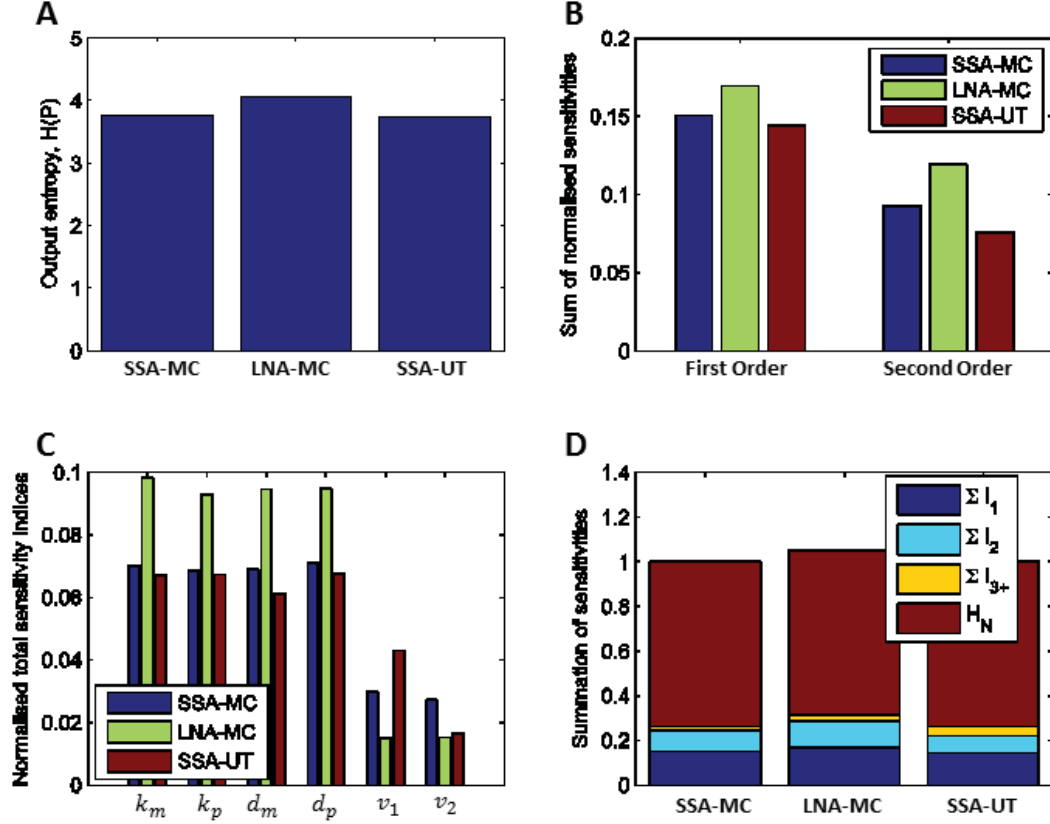 A
Output entropy, H(P)
5
4
3
2
1
0
SSA-MC LNA-MC SSA-UT
B
Sum of normalised sensitivities
0.2
0.15
0.1
0.05
0
SSA-MC
LNA-MC
SSA-UT
First Order Second Order
C
Normalised total sensitivity indices
0.1
0.08
0.06
0.04
0.02
0
SSA-MC
LNA-MC
SSA-UT
k_m k_p d_m d_p v_1 v_2
D
Summation of sensitivities
1.4
1.2
1
0.8
0.6
0.4
0.2
0
Σ I_1
Σ I_2
Σ I_3+
H_N
SSA-MC LNA-MC SSA-UT